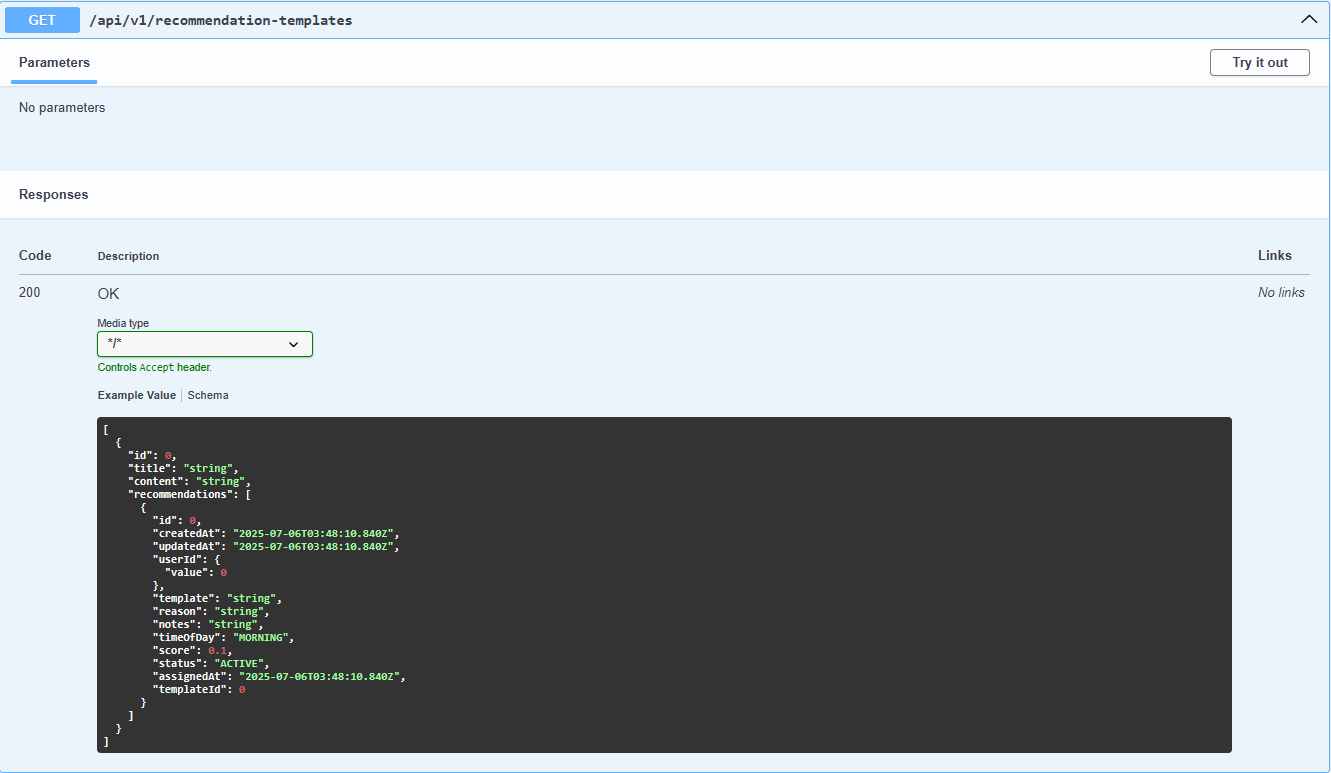 GET /api/v1/recommendation-templates
Parameters
Try it out
No parameters
Responses
Code Description Links
200 OK No links
Media type
*/*
Controls Accept header.
Example Value Schema
[
  {
    "id": 0,
    "title": "string",
    "content": "string",
    "recommendations": [
      {
        "id": 0,
        "createdAt": "2025-07-06T03:48:10.840Z",
        "updatedAt": "2025-07-06T03:48:10.840Z",
        "userId": {
          "value": 0
        },
        "template": "string",
        "reason": "string",
        "notes": "string",
        "timeOfDay": "MORNING",
        "score": 0.1,
        "status": "ACTIVE",
        "assignedAt": "2025-07-06T03:48:10.840Z",
        "templateId": 0
      }
    ]
  }
]